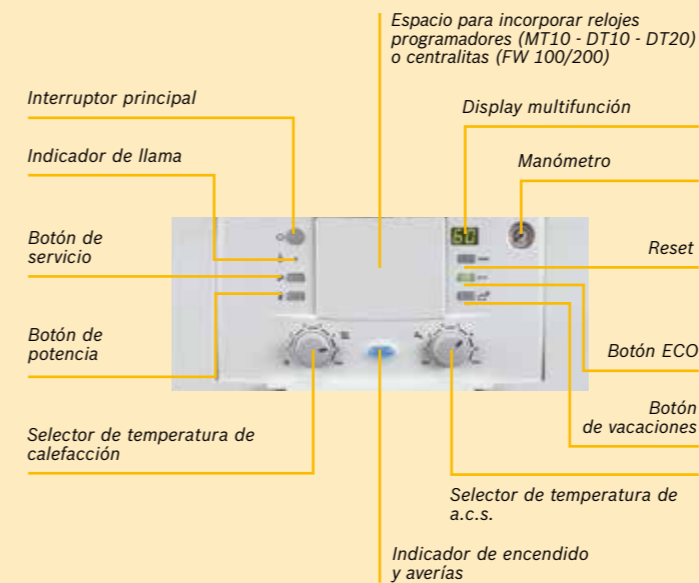 Espacio para incorporar relojes
programadores (MT10 - DT10 - DT20)
o centralitas (FW 100/200)
Interruptor principal
Display multifunción
Indicador de llama
Manómetro
Botón de
servicio
Reset
Botón de
potencia
Botón ECO
Botón
de vacaciones
Selector de temperatura de
calefacción
Selector de temperatura de
a.c.s.
Indicador de encendido
y averías
60